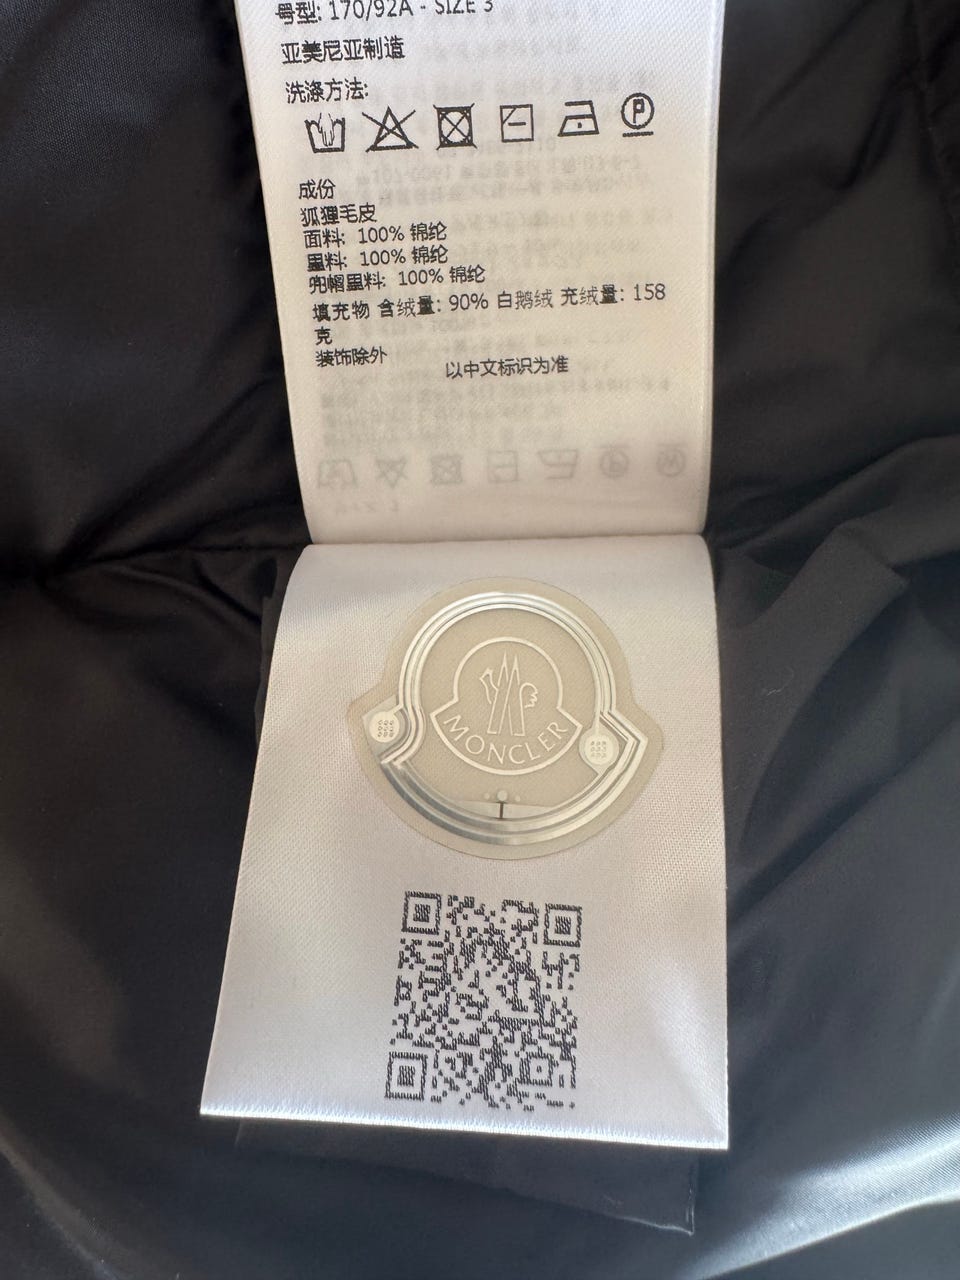 号型: 170/92A - SIZE 3
亚美尼亚制造
洗涤方法:
P
成份
狐狸毛皮
面料: 100% 锦纶
里料: 100% 锦纶
兜帽里料: 100% 锦纶
填充物 含绒量: 90% 白鹅绒 充绒量: 158
克
装饰除外
以中文标识为准
MONCLER